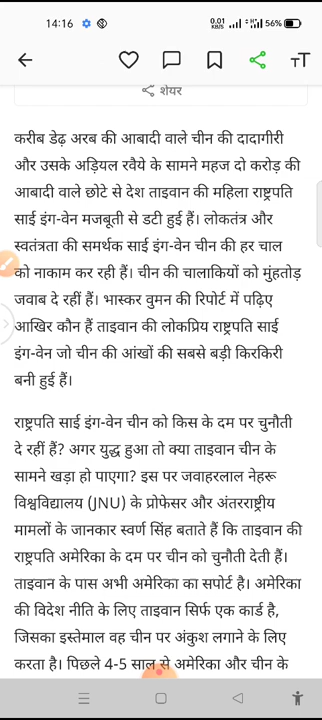 14:16
0.01 KB/S
56%
शेयर
करीब डेढ़ अरब की आबादी वाले चीन की दादागीरी
और उसके अड़ियल रवैये के सामने महज दो करोड़ की
आबादी वाले छोटे से देश ताइवान की महिला राष्ट्रपति
साई इंग-वेन मजबूती से डटी हुई हैं। लोकतंत्र और
स्वतंत्रता की समर्थक साई इंग-वेन चीन की हर चाल
को नाकाम कर रही हैं। चीन की चालाकियों को मुंहतोड़
जवाब दे रहीं हैं। भास्कर वुमन की रिपोर्ट में पढ़िए
आखिर कौन हैं ताइवान की लोकप्रिय राष्ट्रपति साई
इंग-वेन जो चीन की आंखों की सबसे बड़ी किरकिरी
बनी हुई हैं।
राष्ट्रपति साई इंग-वेन चीन को किस के दम पर चुनौती
दे रहीं हैं? अगर युद्ध हुआ तो क्या ताइवान चीन के
सामने खड़ा हो पाएगा? इस पर जवाहरलाल नेहरू
विश्वविद्यालय (JNU) के प्रोफेसर और अंतरराष्ट्रीय
मामलों के जानकार स्वर्ण सिंह बताते हैं कि ताइवान की
राष्ट्रपति अमेरिका के दम पर चीन को चुनौती देती हैं।
ताइवान के पास अभी अमेरिका का सपोर्ट है। अमेरिका
की विदेश नीति के लिए ताइवान सिर्फ एक कार्ड है,
जिसका इस्तेमाल वह चीन पर अंकुश लगाने के लिए
करता है। पिछले 4-5 साल से अमेरिका और चीन के